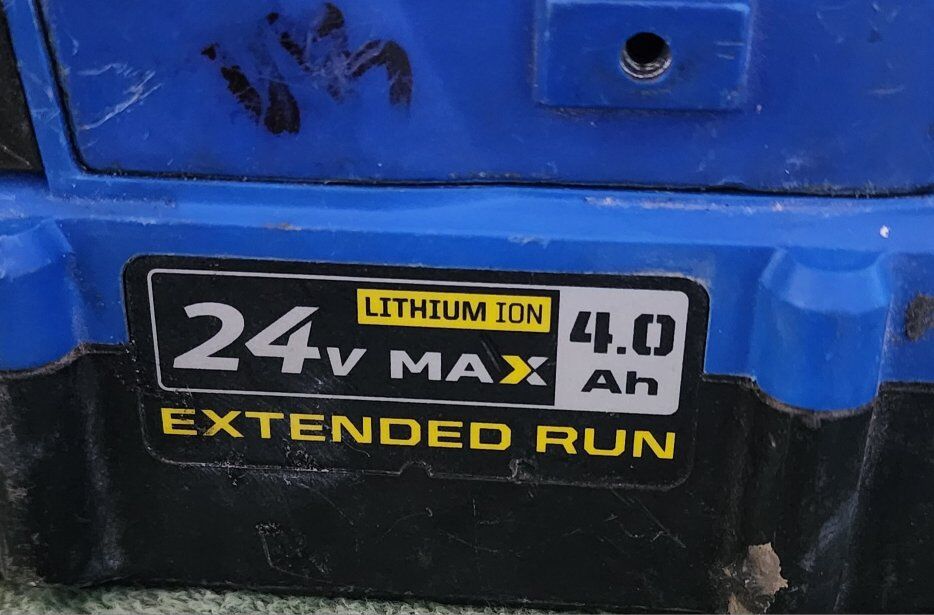 LITHIUM ION
24V MAX
4.0
Ah
EXTENDED RUN